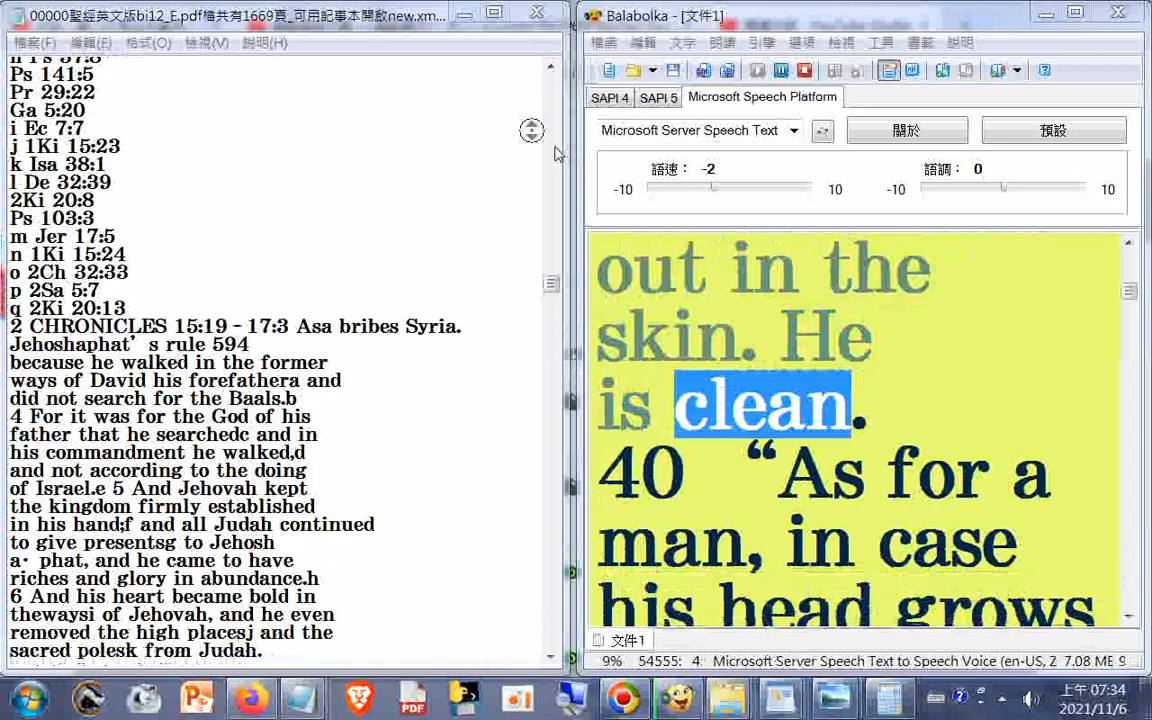 00000聖經英文版bi12_E.pdf檔共有1669頁_可用記事本開啟new.xm...
檔案(F) 編輯(E) 格式(O) 檢視(V) 說明(H)
Ps 141:5
Pr 29:22
Ga 5:20
i Ec 7:7
j 1Ki 15:23
k Isa 38:1
l De 32:39
2Ki 20:8
Ps 103:3
m Jer 17:5
n 1Ki 15:24
o 2Ch 32:33
p 2Sa 5:7
q 2Ki 20:13
2 CHRONICLES 15:19 - 17:3 Asa bribes Syria.
Jehoshaphat’s rule 594
because he walked in the former
ways of David his forefathera and
did not search for the Baals.b
4 For it was for the God of his
father that he searchedc and in
his commandment he walked,d
and not according to the doing
of Israel.e 5 And Jehovah kept
the kingdom firmly established
in his hand;f and all Judah continued
to give presentsg to Jehosh
a· phat, and he came to have
riches and glory in abundance.h
6 And his heart became bold in
thewaysi of Jehovah, and he even
removed the high placesj and the
sacred polesk from Judah.
Balabolka - [文件1]
檔案 編輯 文字 朗讀 引擎 選項 檢視 工具 書籤 說明
SAPI 4 SAPI 5 Microsoft Speech Platform
Microsoft Server Speech Text 關於 預設
語速： -2 語調： 0
-10 10 -10 10
out in the
skin. He
is clean.
40 “As for a
man, in case
his head grows
文件1
9% 54555: 4: Microsoft Server Speech Text to Speech Voice (en-US, Z 7.08 MB 9
PDF
上午 07:34
2021/11/6